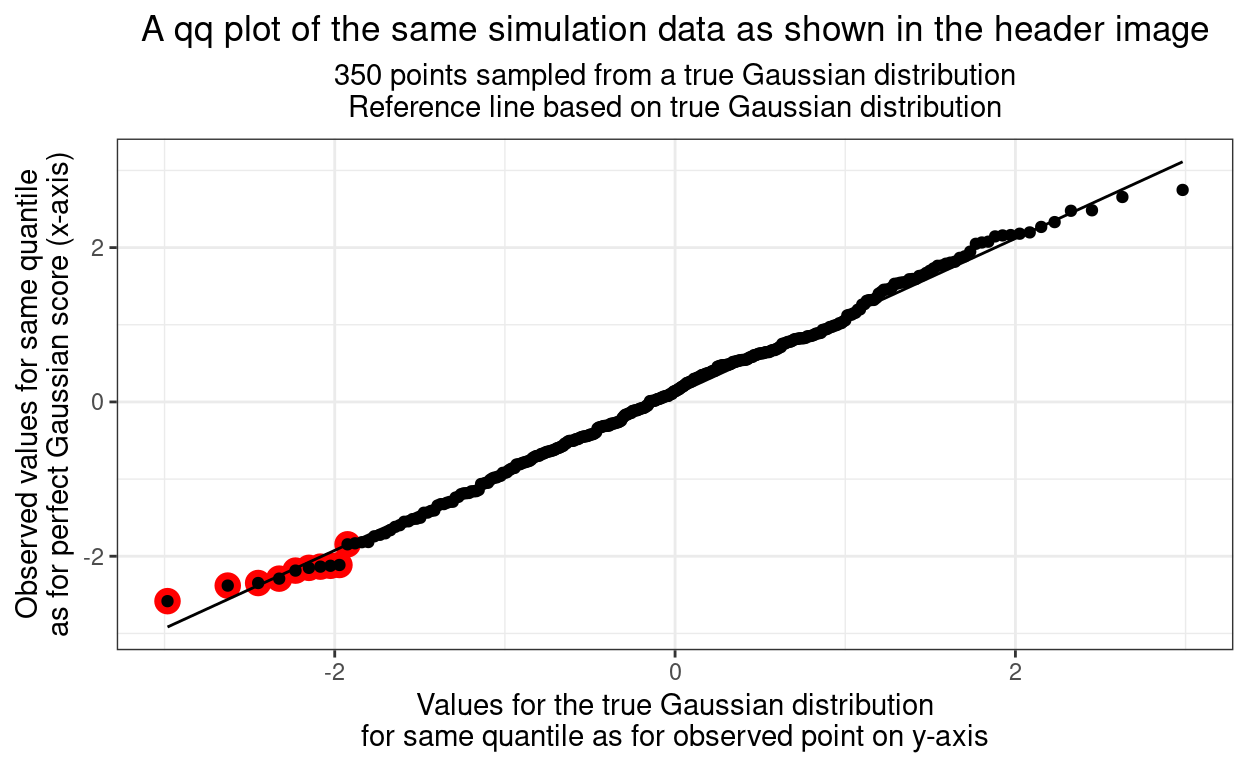 A qq plot of the same simulation data as shown in the header image
350 points sampled from a true Gaussian distribution
Reference line based on true Gaussian distribution
Observed values for same quantile
as for perfect Gaussian score (x-axis)
2
0
-2
-2
0
2
Values for the true Gaussian distribution
for same quantile as for observed point on y-axis